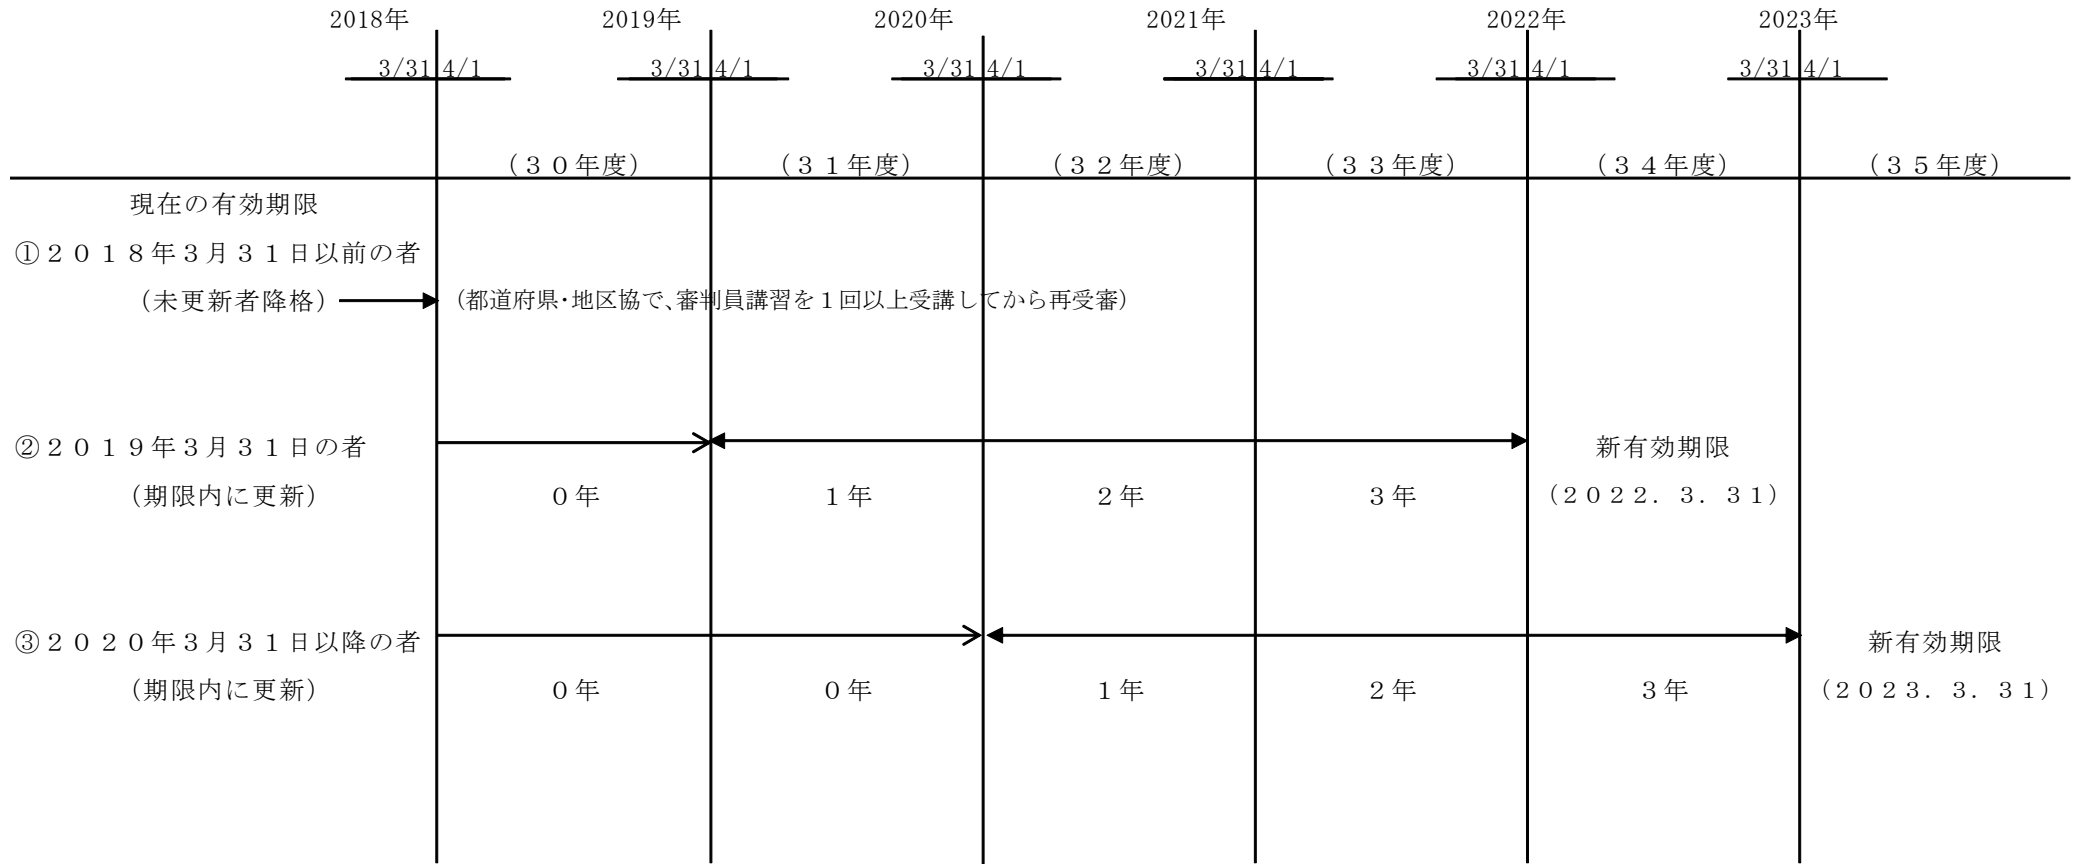 2018年 2019年 2020年 2021年 2022年 2023年
3/31 4/1 3/31 4/1 3/31 4/1 3/31 4/1 3/31 4/1 3/31 4/1
（３０年度） （３１年度） （３２年度） （３３年度） （３４年度） （３５年度）
現在の有効期限
①２０１８年３月３１日以前の者
（未更新者降格） （都道府県・地区協で、審判員講習を１回以上受講してから再受審）
②２０１９年３月３１日の者 新有効期限
（期限内に更新） ０年 １年 ２年 ３年 （２０２２．３．３１）
③２０２０年３月３１日以降の者 新有効期限
（期限内に更新） ０年 ０年 １年 ２年 ３年 （２０２３．３．３１）